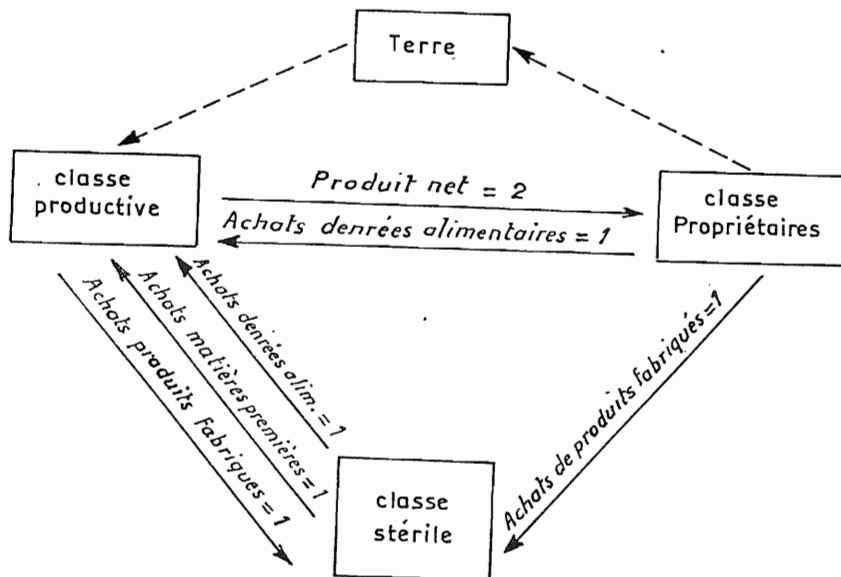 Terre
classe
productive
Produit net = 2
classe
Propriétaires
Achats denrées alimentaires = 1
Achats denrées alim. = 1
Achats matières premières = 1
Achats produits fabriques = 1
Achats de produits fabriqués = 1
classe
stérile